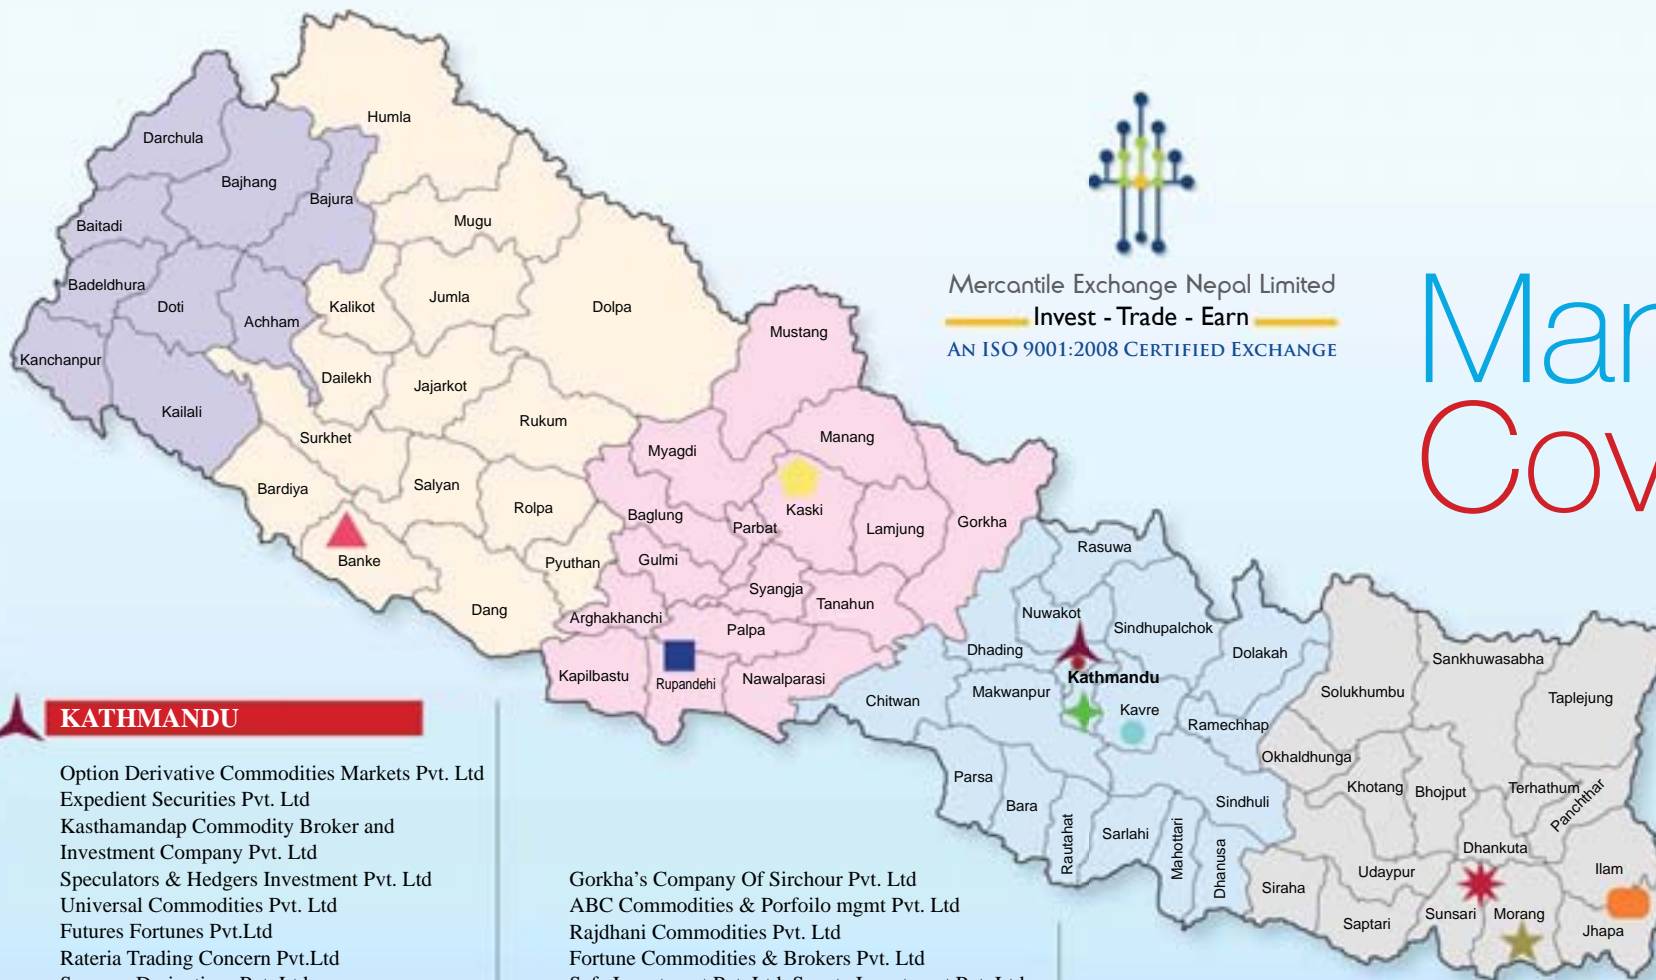 Humla
Darchula
Bajhang
Bajura
Baitadi
Mugu
Badeldhura
Doti
Achham
Kalikot
Jumla
Dolpa
Kanchanpur
Dailekh
Jajarkot
Kailali
Rukum
Surkhet
Bardiya
Salyan
Rolpa
Banke
Pyuthan
Dang
Mustang
Manang
Myagdi
Kaski
Baglung
Parbat
Lamjung
Gorkha
Gulmi
Syangja
Tanahun
Arghakhanchi
Palpa
Kapilbastu
Rupandehi
Nawalparasi
Mercantile Exchange Nepal Limited
Invest - Trade - Earn
AN ISO 9001:2008 CERTIFIED EXCHANGE
Mar
Cov
Rasuwa
Nuwakot
Sindhupalchok
Dhading
Dolakah
Kathmandu
Chitwan
Makwanpur
Kavre
Ramechhap
Parsa
Bara
Rautahat
Sarlahi
Mahottari
Dhanusa
Sindhuli
Solukhumbu
Sankhuwasabha
Taplejung
Okhaldhunga
Khotang
Bhojput
Terhathum
Panchthar
Dhankuta
Ilam
Udaypur
Siraha
Saptari
Sunsari
Morang
Jhapa
KATHMANDU
Option Derivative Commodities Markets Pvt. Ltd
Expedient Securities Pvt. Ltd
Kasthamandap Commodity Broker and
Investment Company Pvt. Ltd
Speculators & Hedgers Investment Pvt. Ltd
Universal Commodities Pvt. Ltd
Futures Fortunes Pvt.Ltd
Rateria Trading Concern Pvt.Ltd
Gorkha's Company Of Sirchour Pvt. Ltd
ABC Commodities & Porfoilo mgmt Pvt. Ltd
Rajdhani Commodities Pvt. Ltd
Fortune Commodities & Brokers Pvt. Ltd